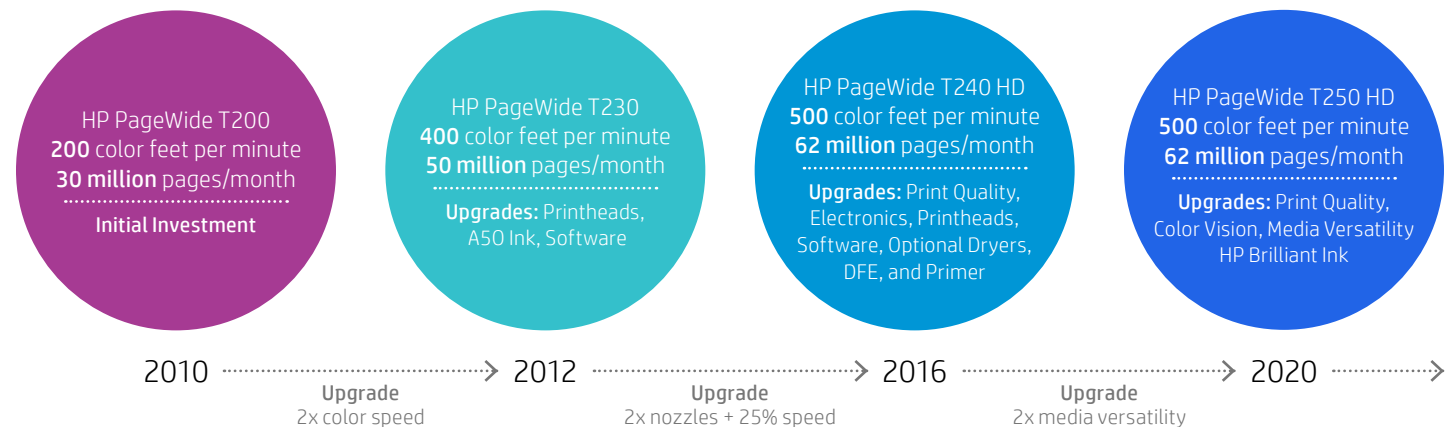 HP PageWide T200
200 color feet per minute
30 million pages/month
Initial Investment
HP PageWide T230
400 color feet per minute
50 million pages/month
Upgrades: Printheads,
A50 Ink, Software
HP PageWide T240 HD
500 color feet per minute
62 million pages/month
Upgrades: Print Quality,
Electronics, Printheads,
Software, Optional Dryers,
DFE, and Primer
HP PageWide T250 HD
500 color feet per minute
62 million pages/month
Upgrades: Print Quality,
Color Vision, Media Versatility
HP Brilliant Ink
2010
Upgrade
2x color speed
2012
Upgrade
2x nozzles + 25% speed
2016
Upgrade
2x media versatility
2020